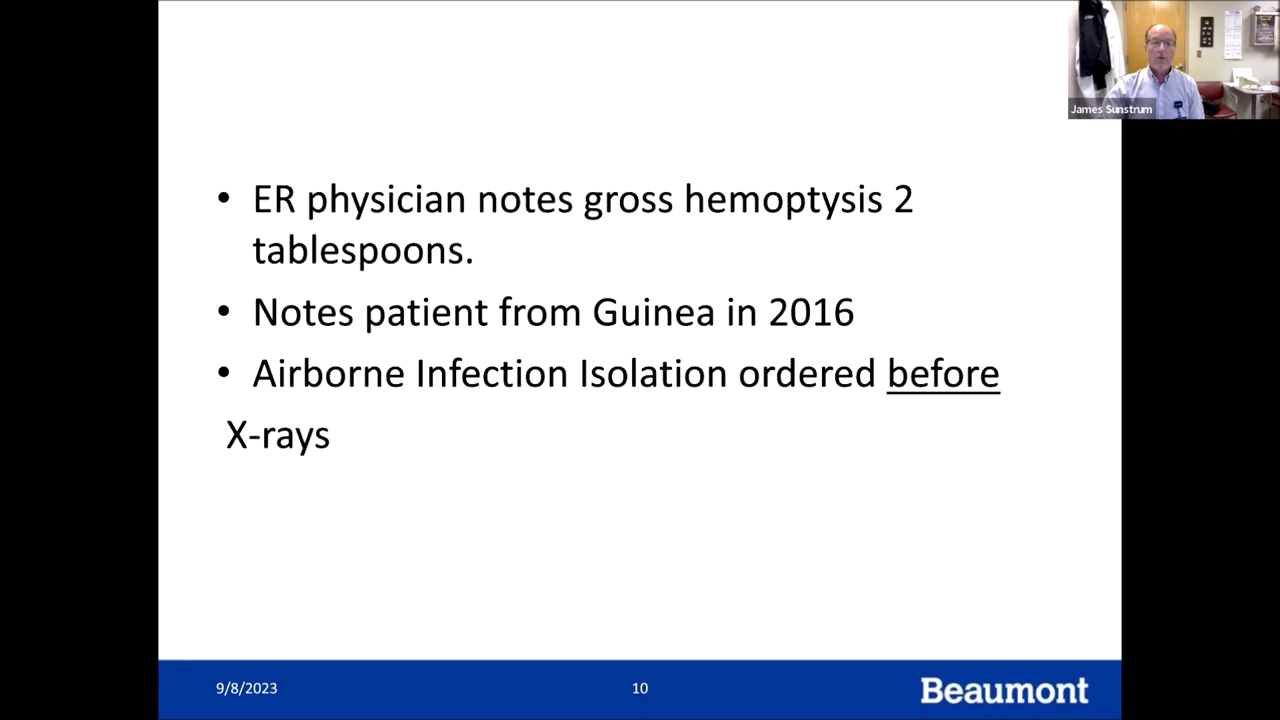 James Sunstrum
• ER physician notes gross hemoptysis 2
tablespoons.
• Notes patient from Guinea in 2016
• Airborne Infection Isolation ordered before
X-rays
9/8/2023
10
Beaumont